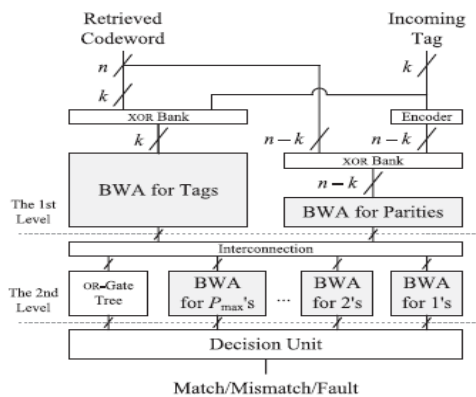 Retrieved
Codeword
Incoming
Tag
n
k
k
XOR Bank
Encoder
k
n−k
n−k
XOR Bank
n−k
BWA for Tags
BWA for Parities
The 1st
Level
Interconnection
The 2nd
Level
OR-Gate
Tree
BWA
for Pmax's
...
BWA
for 2's
BWA
for 1's
Decision Unit
Match/Mismatch/Fault